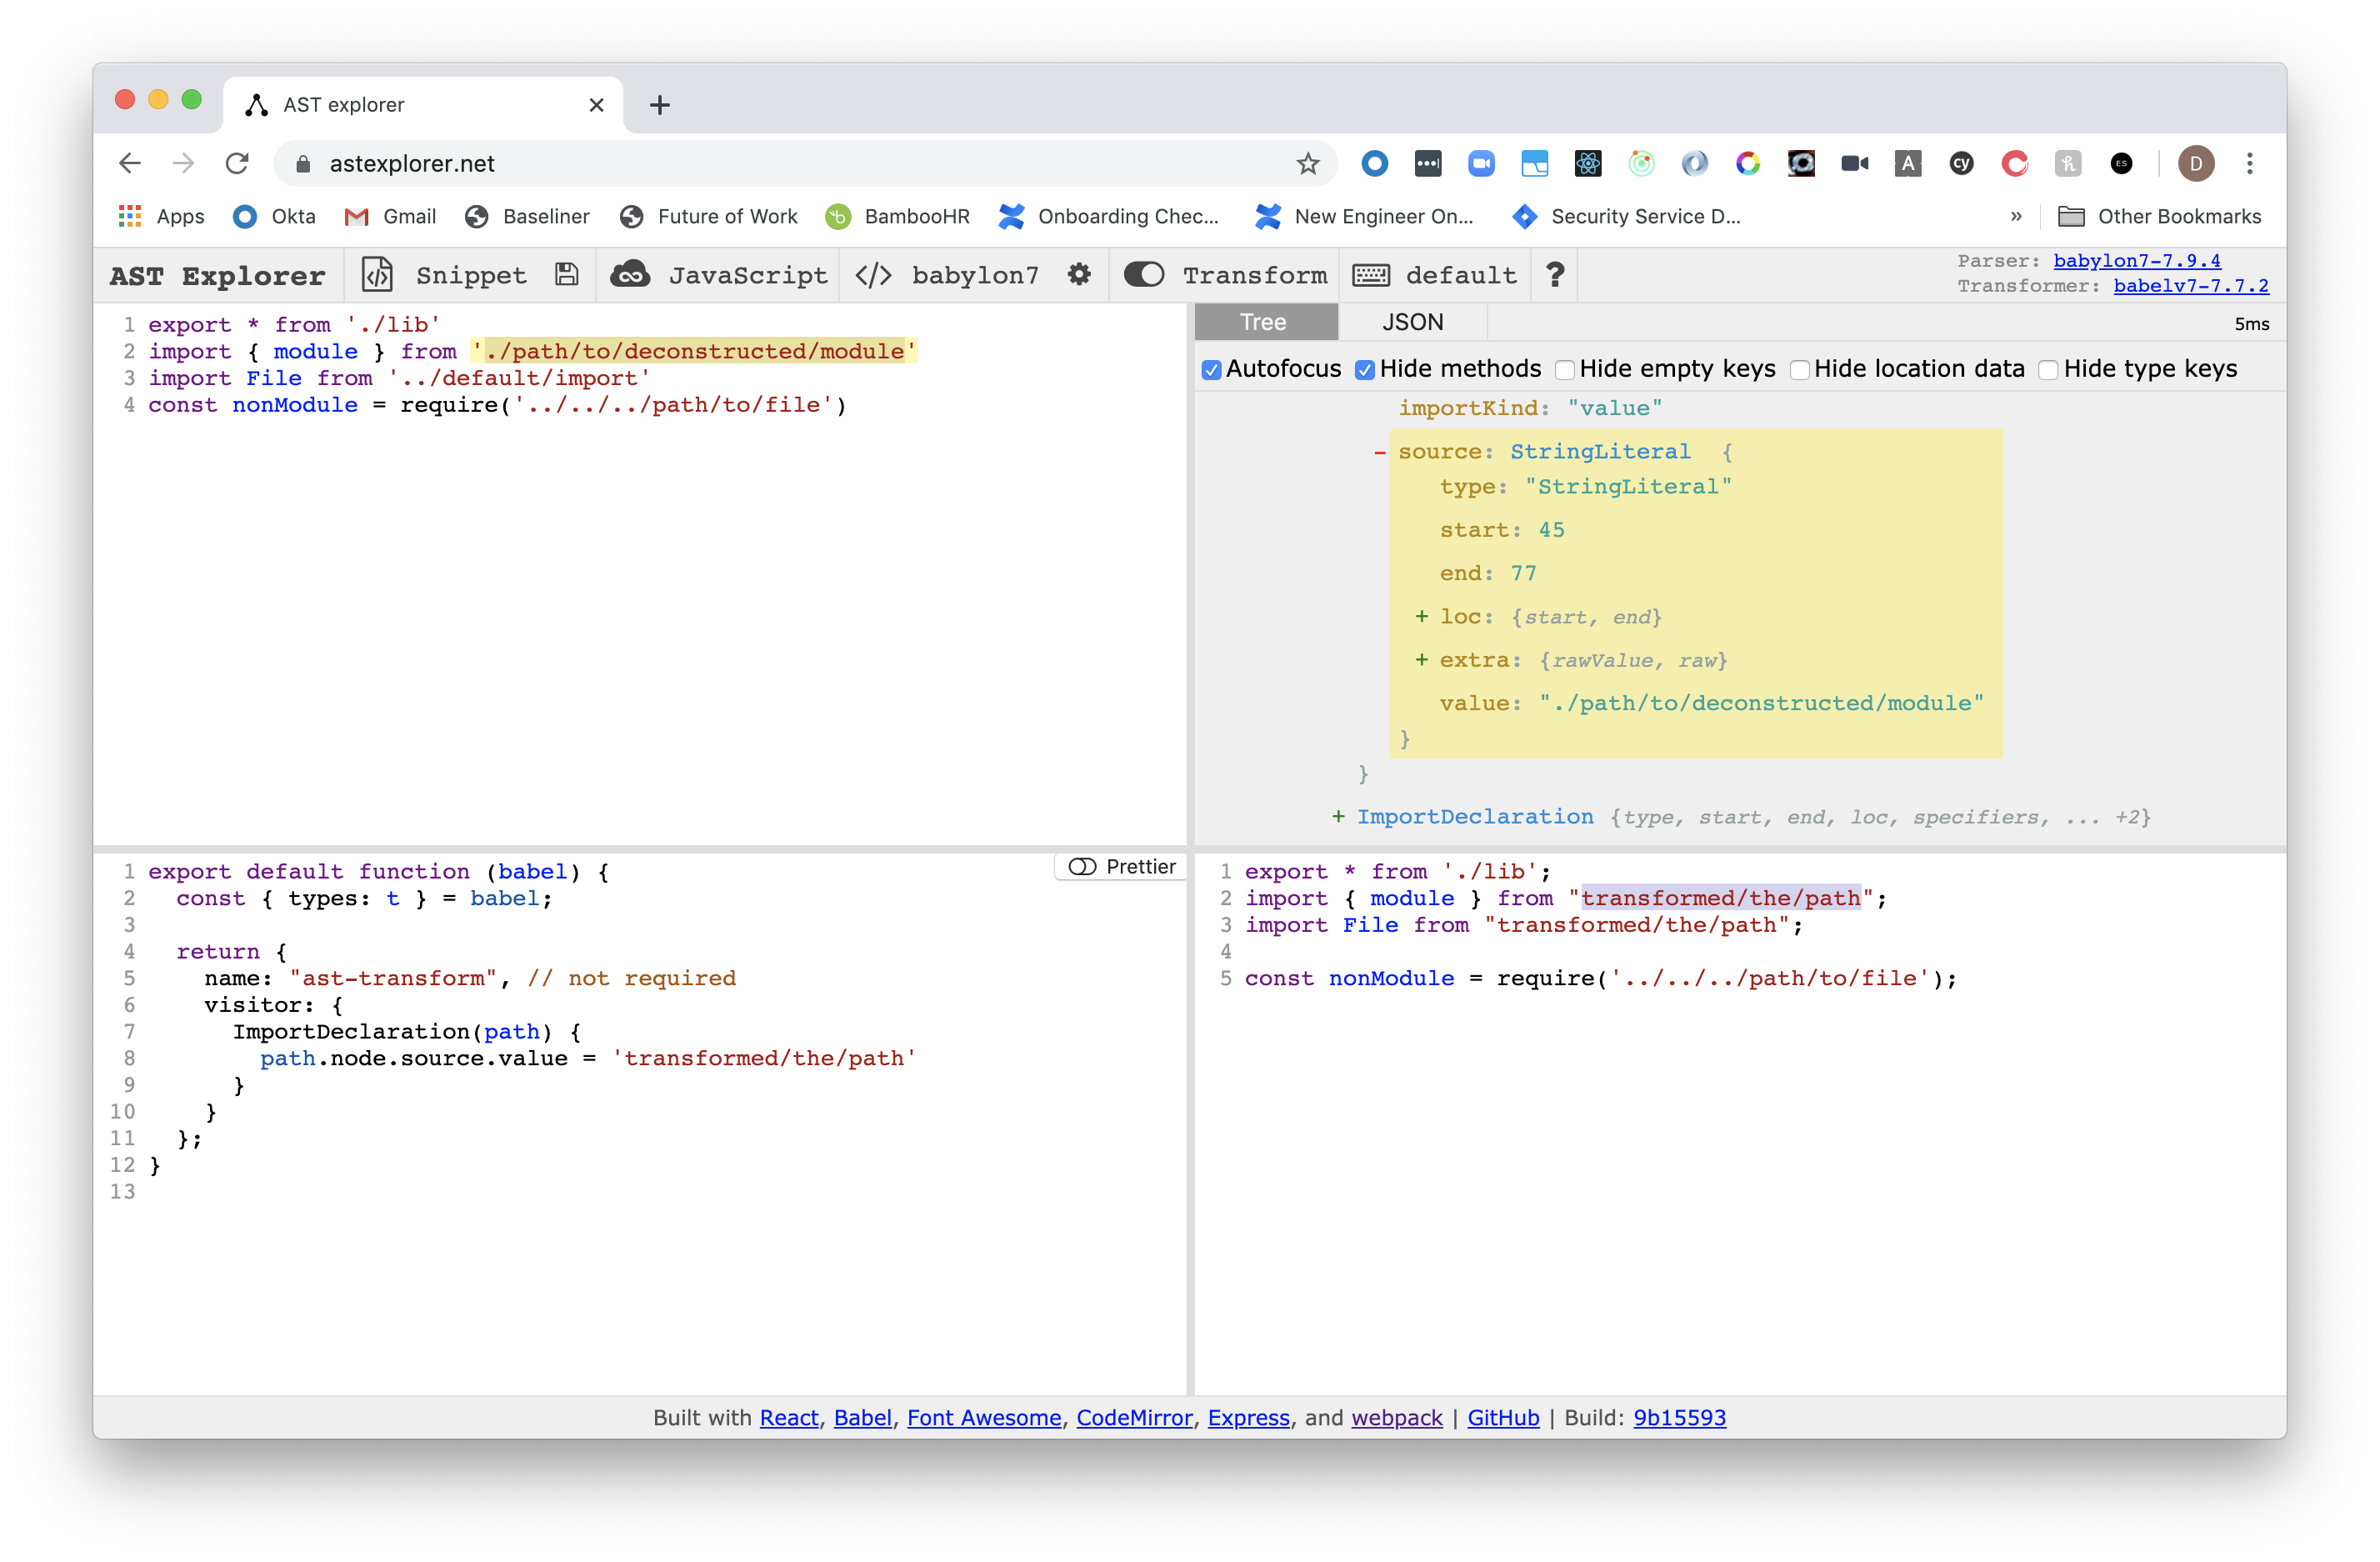 AST explorer
astexplorer.net
A cy h ES D
Apps Okta Gmail Baseliner Future of Work BambooHR Onboarding Chec... New Engineer On... Security Service D... » Other Bookmarks
AST Explorer Snippet JavaScript </> babylon7 Transform default ?
Parser: babylon7-7.9.4
Transformer: babelv7-7.7.2
1 export * from './lib'
2 import { module } from './path/to/deconstructed/module'
3 import File from '../default/import'
4 const nonModule = require('../../../path/to/file')
Tree JSON 5ms
Autofocus Hide methods Hide empty keys Hide location data Hide type keys
importKind: "value"
- source: StringLiteral {
type: "StringLiteral"
start: 45
end: 77
+ loc: {start, end}
+ extra: {rawValue, raw}
value: "./path/to/deconstructed/module"
}
}
+ ImportDeclaration {type, start, end, loc, specifiers, ... +2}
Prettier
1 export default function (babel) {
2 const { types: t } = babel;
3
4 return {
5 name: "ast-transform", // not required
6 visitor: {
7 ImportDeclaration(path) {
8 path.node.source.value = 'transformed/the/path'
9 }
10 }
11 };
12 }
13
1 export * from './lib';
2 import { module } from "transformed/the/path";
3 import File from "transformed/the/path";
4
5 const nonModule = require('../../../path/to/file');
Built with React, Babel, Font Awesome, CodeMirror, Express, and webpack | GitHub | Build: 9b15593